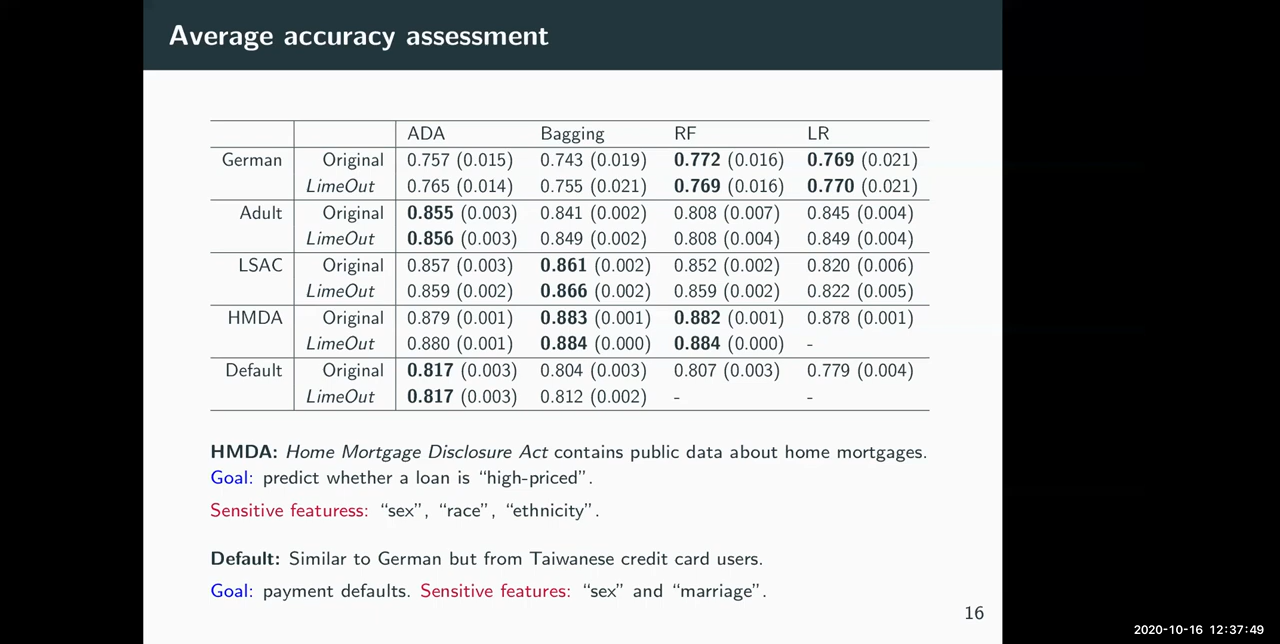 Average accuracy assessment
ADA Bagging RF LR
German Original 0.757 (0.015) 0.743 (0.019) 0.772 (0.016) 0.769 (0.021)
LimeOut 0.765 (0.014) 0.755 (0.021) 0.769 (0.016) 0.770 (0.021)
Adult Original 0.855 (0.003) 0.841 (0.002) 0.808 (0.007) 0.845 (0.004)
LimeOut 0.856 (0.003) 0.849 (0.002) 0.808 (0.004) 0.849 (0.004)
LSAC Original 0.857 (0.003) 0.861 (0.002) 0.852 (0.002) 0.820 (0.006)
LimeOut 0.859 (0.002) 0.866 (0.002) 0.859 (0.002) 0.822 (0.005)
HMDA Original 0.879 (0.001) 0.883 (0.001) 0.882 (0.001) 0.878 (0.001)
LimeOut 0.880 (0.001) 0.884 (0.000) 0.884 (0.000) -
Default Original 0.817 (0.003) 0.804 (0.003) 0.807 (0.003) 0.779 (0.004)
LimeOut 0.817 (0.003) 0.812 (0.002) - -
HMDA: Home Mortgage Disclosure Act contains public data about home mortgages.
Goal: predict whether a loan is “high-priced”.
Sensitive featuress: “sex”, “race”, “ethnicity”.
Default: Similar to German but from Taiwanese credit card users.
Goal: payment defaults. Sensitive features: “sex” and “marriage”.
16
2020-10-16 12:37:49